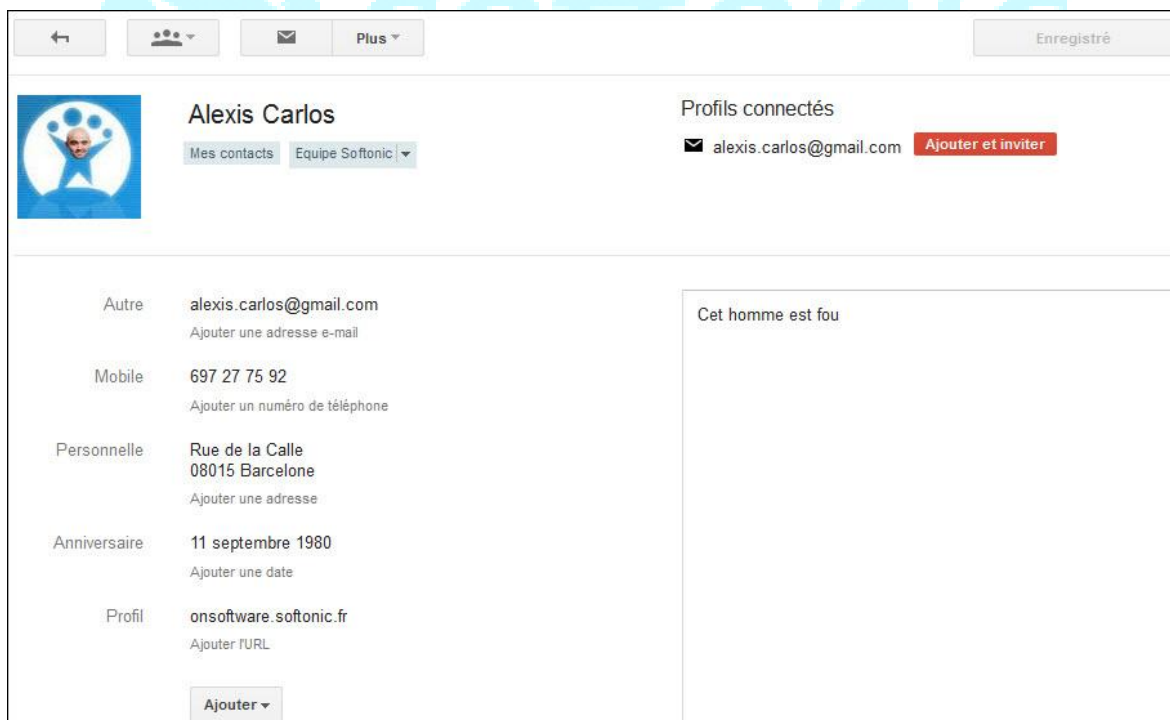 Plus
Enregistré
Alexis Carlos
Mes contacts Equipe Softonic
Profils connectés
alexis.carlos@gmail.com Ajouter et inviter
Autre alexis.carlos@gmail.com
Ajouter une adresse e-mail
Mobile 697 27 75 92
Ajouter un numéro de téléphone
Personnelle Rue de la Calle
08015 Barcelone
Ajouter une adresse
Anniversaire 11 septembre 1980
Ajouter une date
Profil onsoftware.softonic.fr
Ajouter l'URL
Ajouter
Cet homme est fou